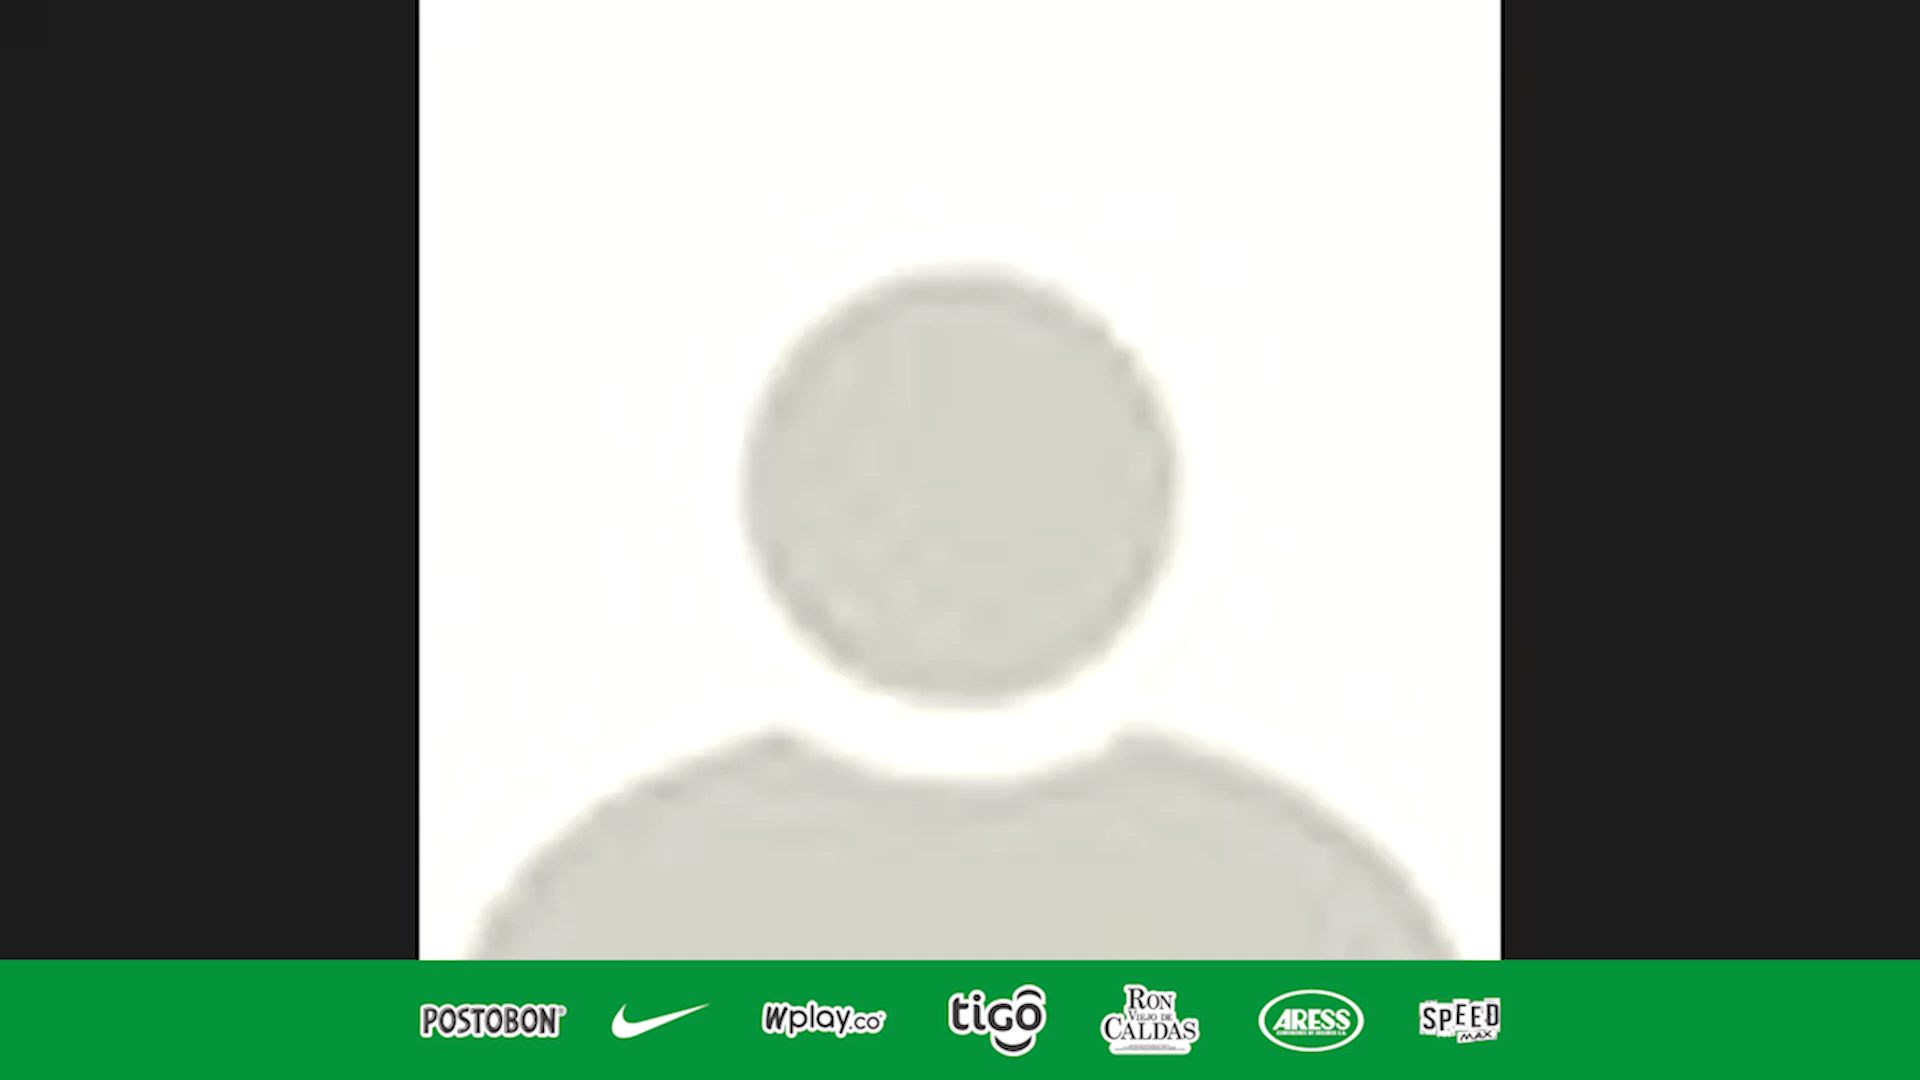 POSTOBON
Wplay.co
tigo
RON
VIEJO DE
CALDAS
ARESS
SPEED
MAX